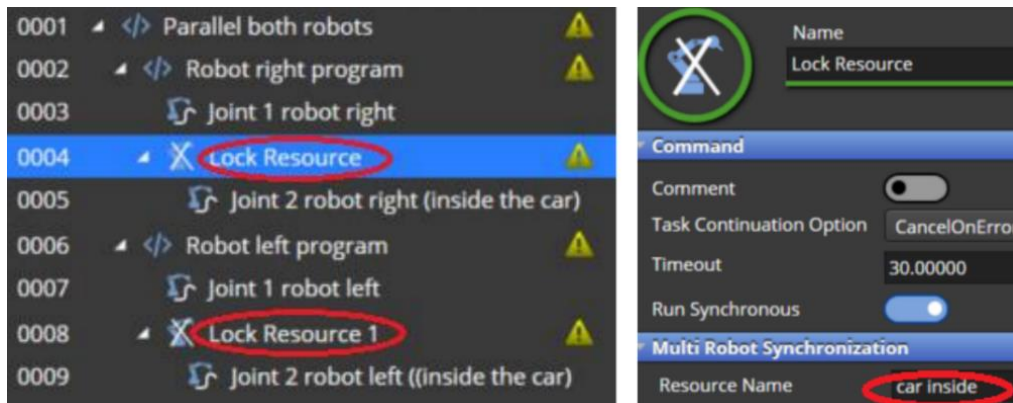 0001 Parallel both robots
0002 Robot right program
0003 Joint 1 robot right
0004 Lock Resource
0005 Joint 2 robot right (inside the car)
0006 Robot left program
0007 Joint 1 robot left
0008 Lock Resource 1
0009 Joint 2 robot left ((inside the car)
Name
Lock Resource
Command
Comment
Task Continuation Option CancelOnError
Timeout 30.00000
Run Synchronous
Multi Robot Synchronization
Resource Name car inside